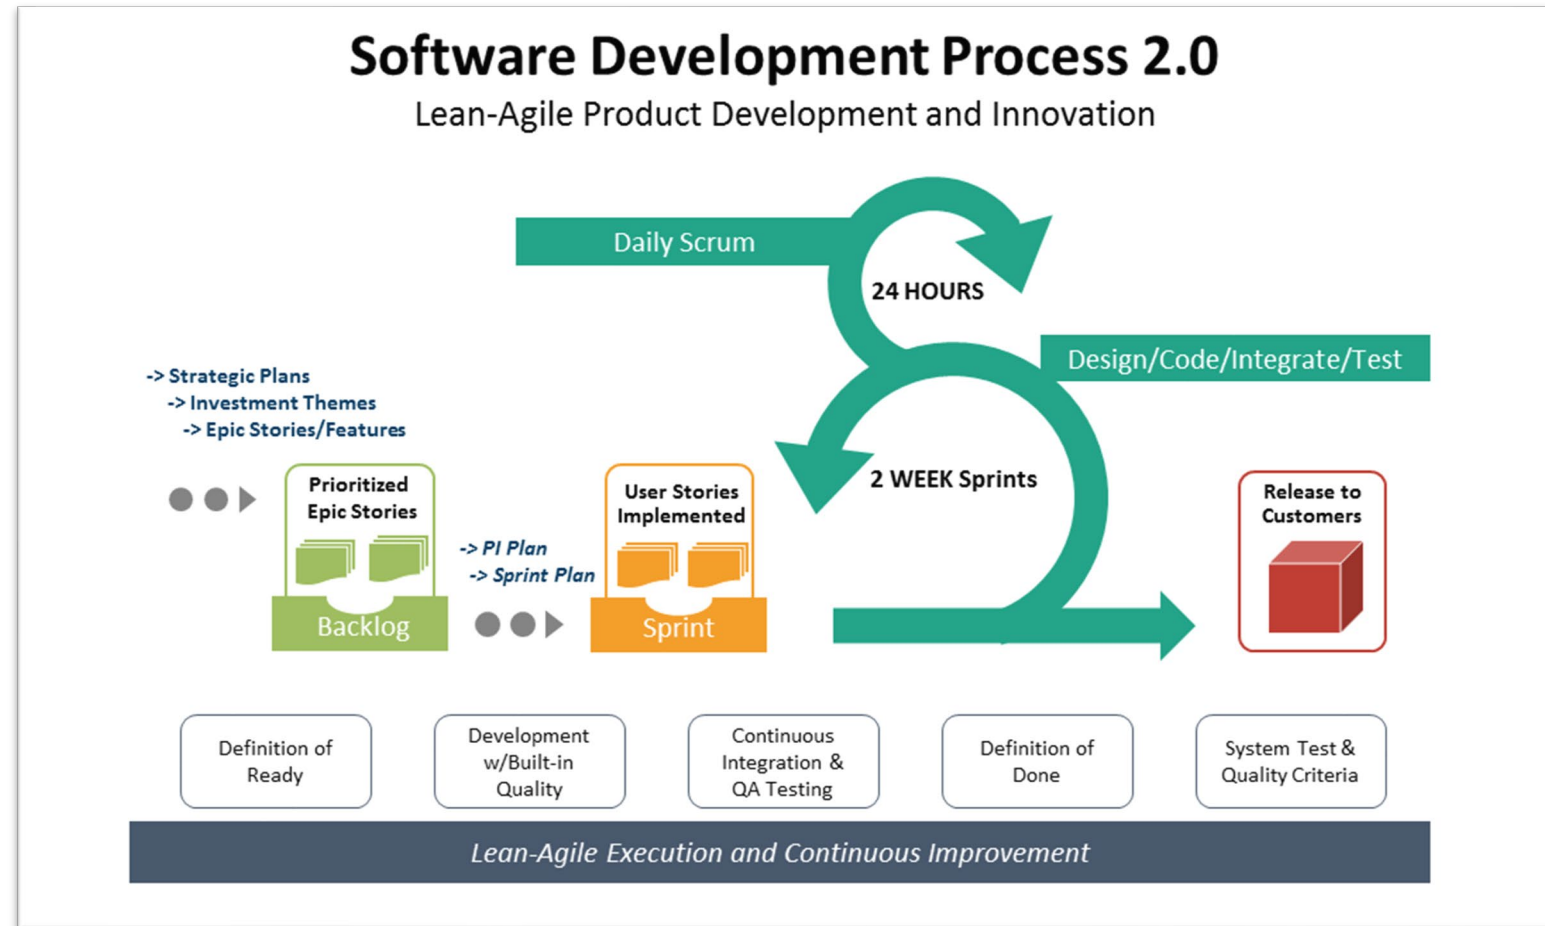 Software Development Process 2.0
Lean-Agile Product Development and Innovation
Daily Scrum
24 HOURS
Design/Code/Integrate/Test
-> Strategic Plans
-> Investment Themes
-> Epic Stories/Features
Prioritized
Epic Stories
Backlog
-> PI Plan
-> Sprint Plan
User Stories
Implemented
Sprint
2 WEEK Sprints
Release to
Customers
Definition of
Ready
Development
w/Built-in
Quality
Continuous
Integration &
QA Testing
Definition of
Done
System Test &
Quality Criteria
Lean-Agile Execution and Continuous Improvement